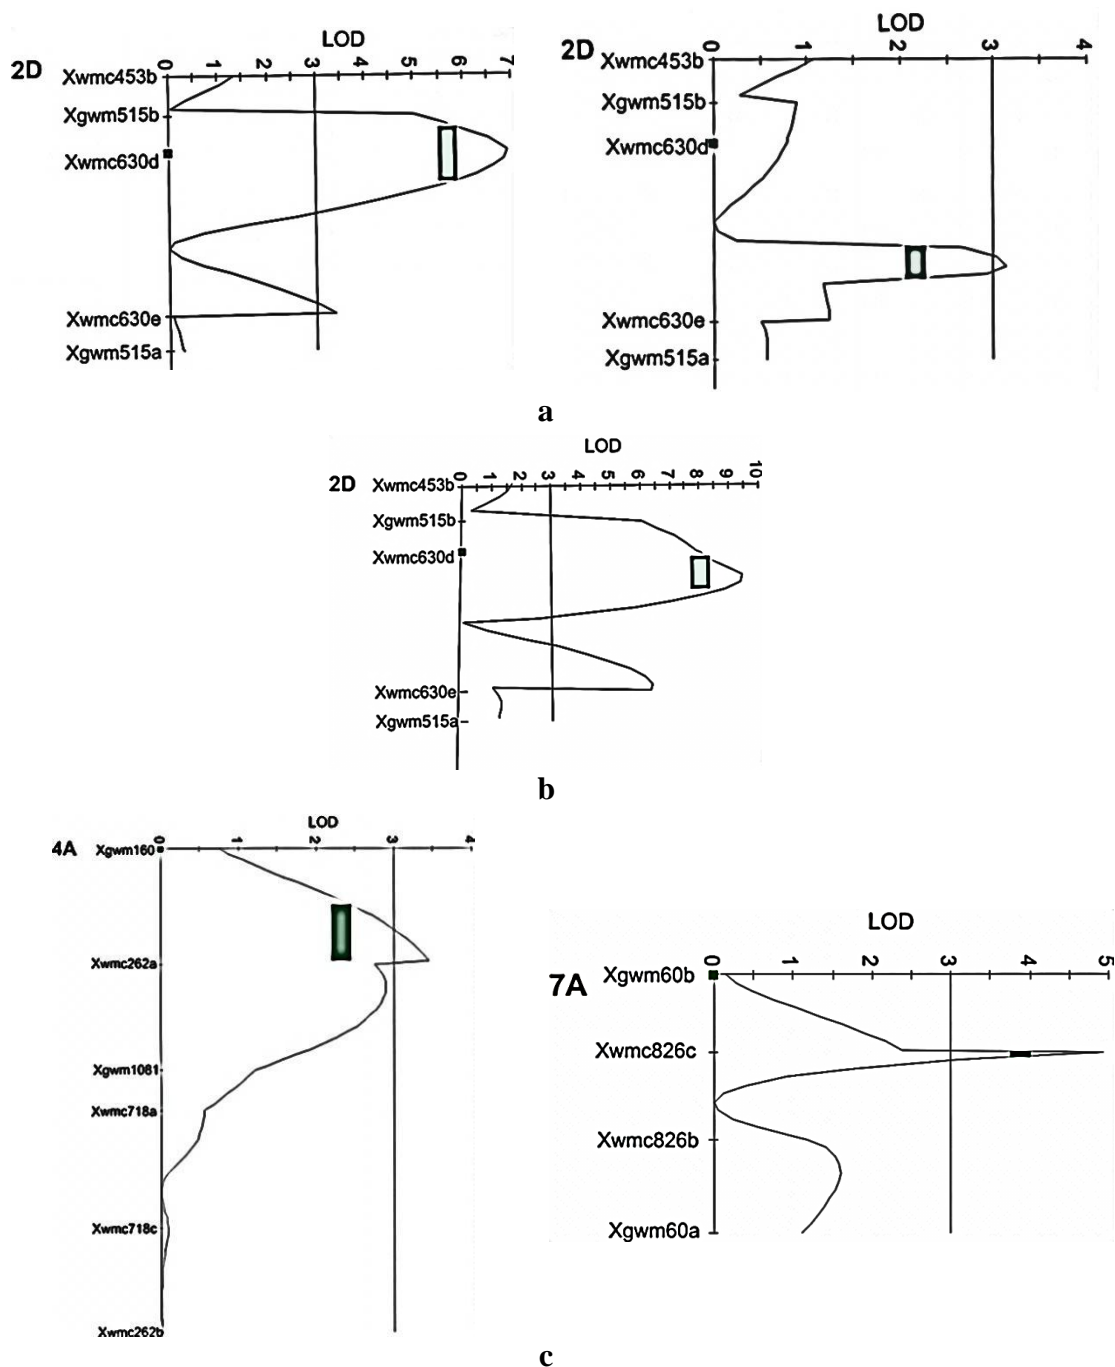 LOD
2D
0 1 2 3 4 5 6 7
Xwmc453b
Xgwm515b
Xwmc630d
Xwmc630e
Xgwm515a
LOD
2D
0 1 2 3 4
Xwmc453b
Xgwm515b
Xwmc630d
Xwmc630e
Xgwm515a
a
LOD
2D
0 1 2 3 4 5 6 7 8 9 10
Xwmc453b
Xgwm515b
Xwmc630d
Xwmc630e
Xgwm515a
b
LOD
4A
0 1 2 3 4
Xgwm160
Xwmc262a
Xgwm1081
Xwmc718a
Xwmc718c
Xwmc262b
LOD
7A
0 1 2 3 4 5
Xgwm60b
Xwmc826c
Xwmc826b
Xgwm60a
c